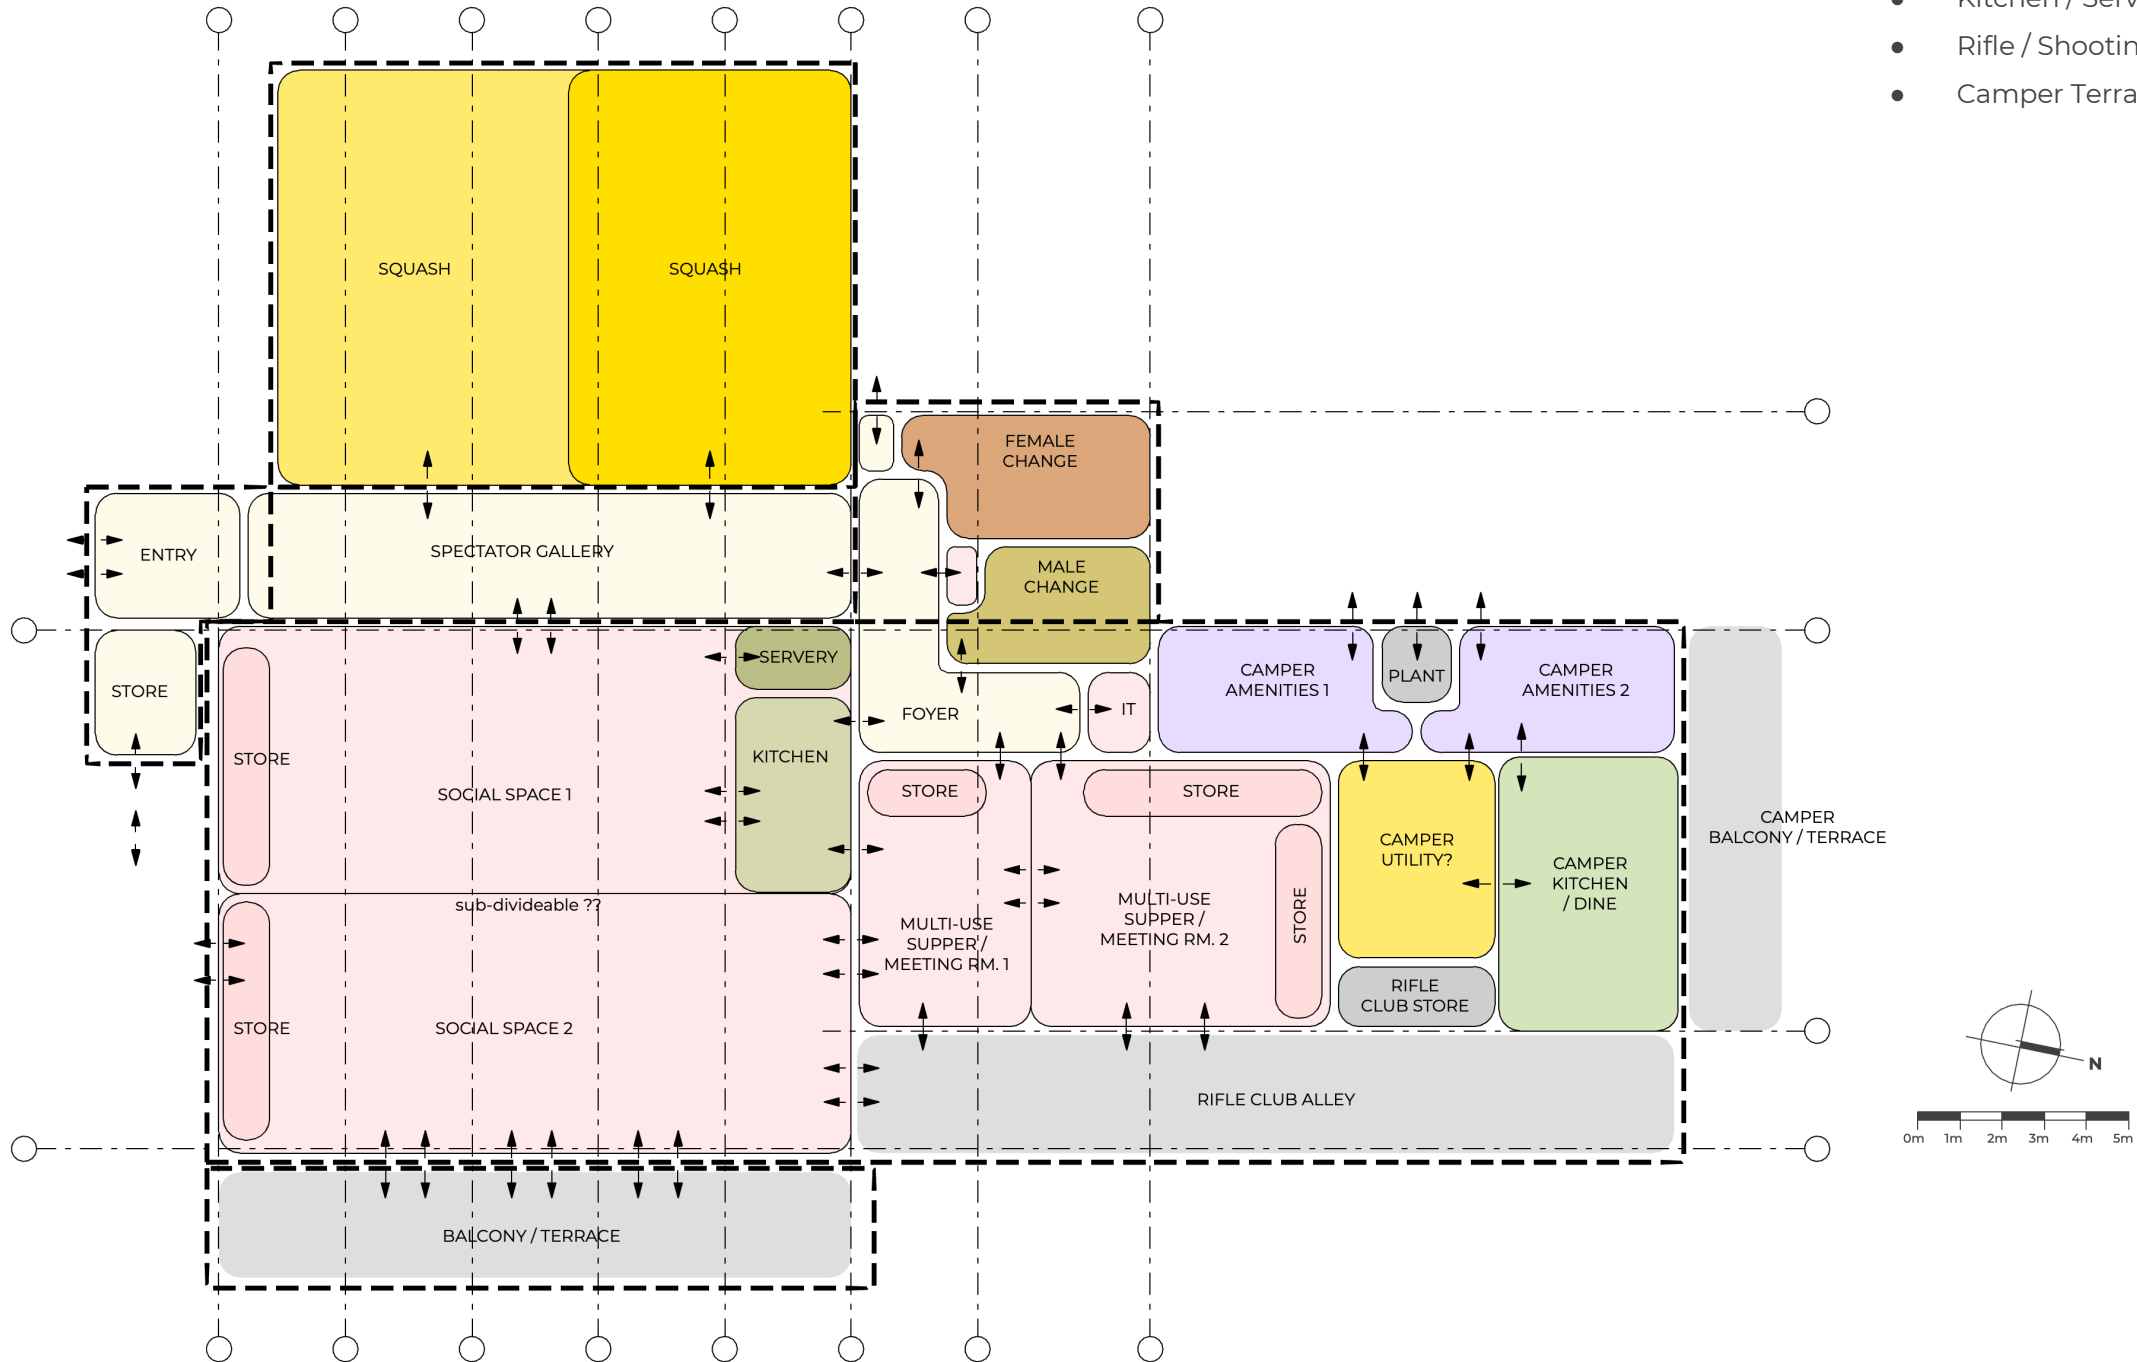 Kitchen / Serv
Rifle / Shootin
Camper Terra
SQUASH
SQUASH
FEMALE
CHANGE
ENTRY
SPECTATOR GALLERY
MALE
CHANGE
SERVERY
STORE
FOYER
IT
CAMPER
AMENITIES 1
PLANT
CAMPER
AMENITIES 2
STORE
SOCIAL SPACE 1
KITCHEN
STORE
STORE
CAMPER
BALCONY / TERRACE
CAMPER
UTILITY?
CAMPER
KITCHEN
/ DINE
sub-divideable ??
MULTI-USE
SUPPER /
MEETING RM. 1
MULTI-USE
SUPPER /
MEETING RM. 2
STORE
RIFLE
CLUB STORE
STORE
SOCIAL SPACE 2
RIFLE CLUB ALLEY
N
0m 1m 2m 3m 4m 5m
BALCONY / TERRACE